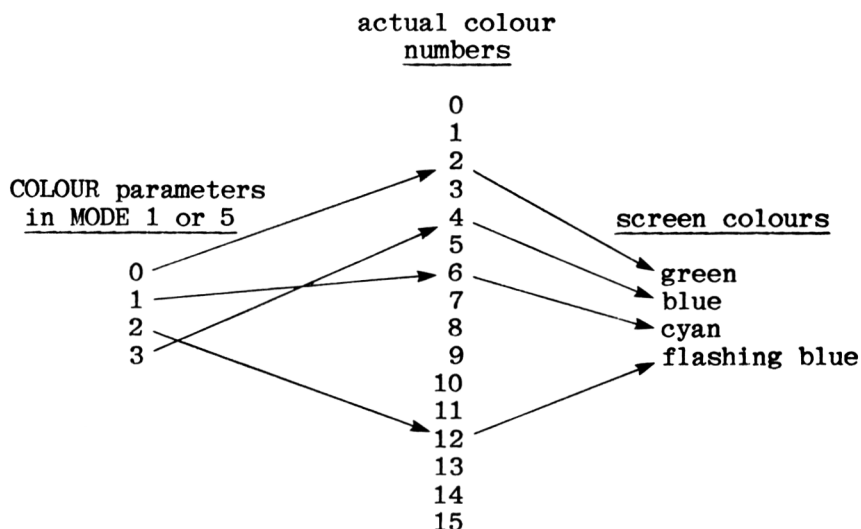 actual colour
numbers
0
1
2
3
4
5
6
7
8
9
10
11
12
13
14
15
COLOUR parameters
in MODE 1 or 5
0
1
2
3
screen colours
green
blue
cyan
flashing blue